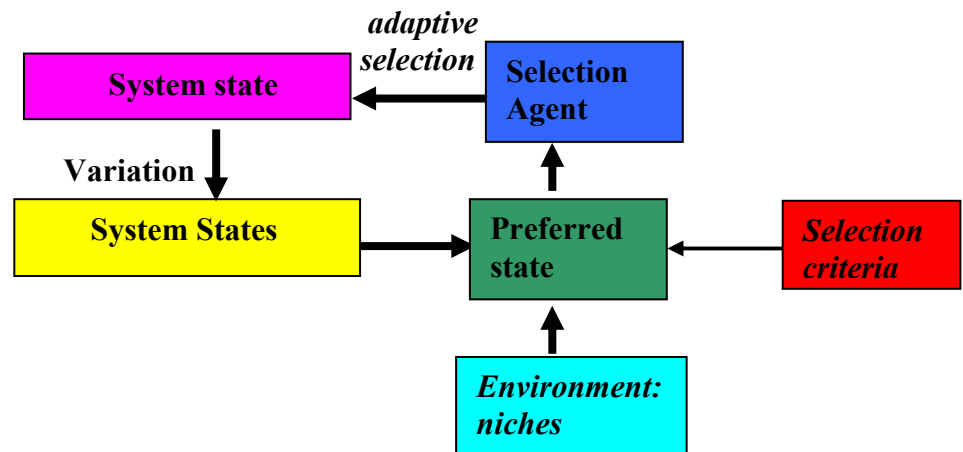 adaptive
selection
System state
Selection
Agent
Variation
System States
Preferred
state
Selection
criteria
Environment:
niches